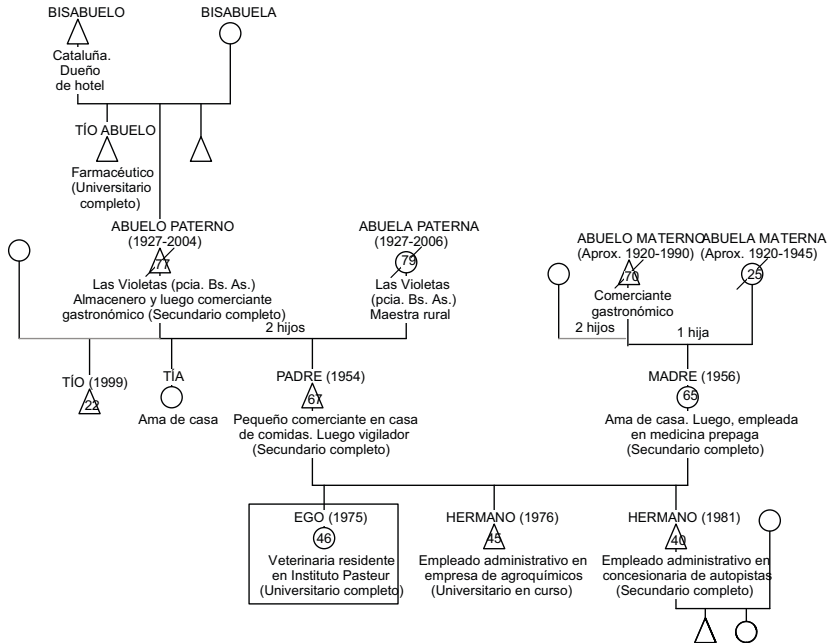 BISABUELO
BISABUELA
Cataluña.
Dueño
de hotel
TÍO ABUELO
Farmacéutico
(Universitario
completo)
ABUELO PATERNO
(1927-2004)
77
Las Violetas (pcia. Bs. As.)
Almacenero y luego comerciante
gastronómico (Secundario completo)
ABUELA PATERNA
(1927-2006)
79
Las Violetas
(pcia. Bs. As.)
Maestra rural
2 hijos
ABUELO MATERNO
(Aprox. 1920-1990)
70
Comerciante
gastronómico
ABUELA MATERNA
(Aprox. 1920-1945)
25
2 hijos
1 hija
TÍO (1999)
22
TÍA
Ama de casa
PADRE (1954)
67
Pequeño comerciante en casa
de comidas. Luego vigilador
(Secundario completo)
MADRE (1956)
65
Ama de casa. Luego, empleada
en medicina prepaga
(Secundario completo)
EGO (1975)
46
Veterinaria residente
en Instituto Pasteur
(Universitario completo)
HERMANO (1976)
45
Empleado administrativo en
empresa de agroquímicos
(Universitario en curso)
HERMANO (1981)
40
Empleado administrativo en
concesionaria de autopistas
(Secundario completo)